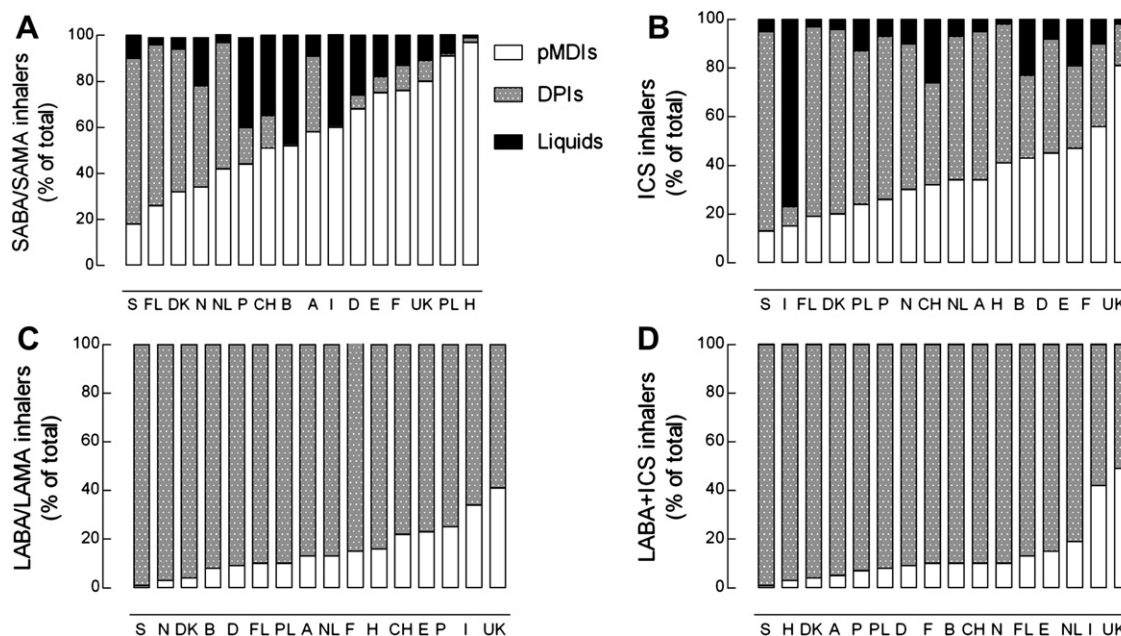 A
SABA/SAMA inhalers
(% of total)
100
80
60
40
20
0
S FL DK N NL P CH B A I D E F UK PL H
pMDIs
DPIs
Liquids
B
ICS inhalers
(% of total)
100
80
60
40
20
0
S I FL DK PL P N CH NL A H B D E F UK
C
LABA/LAMA inhalers
(% of total)
100
80
60
40
20
0
S N DK B D FL PL A NL F H CH E P I UK
D
LABA+ICS inhalers
(% of total)
100
80
60
40
20
0
S H DK A P PL D F B CH N FL E NL I UK